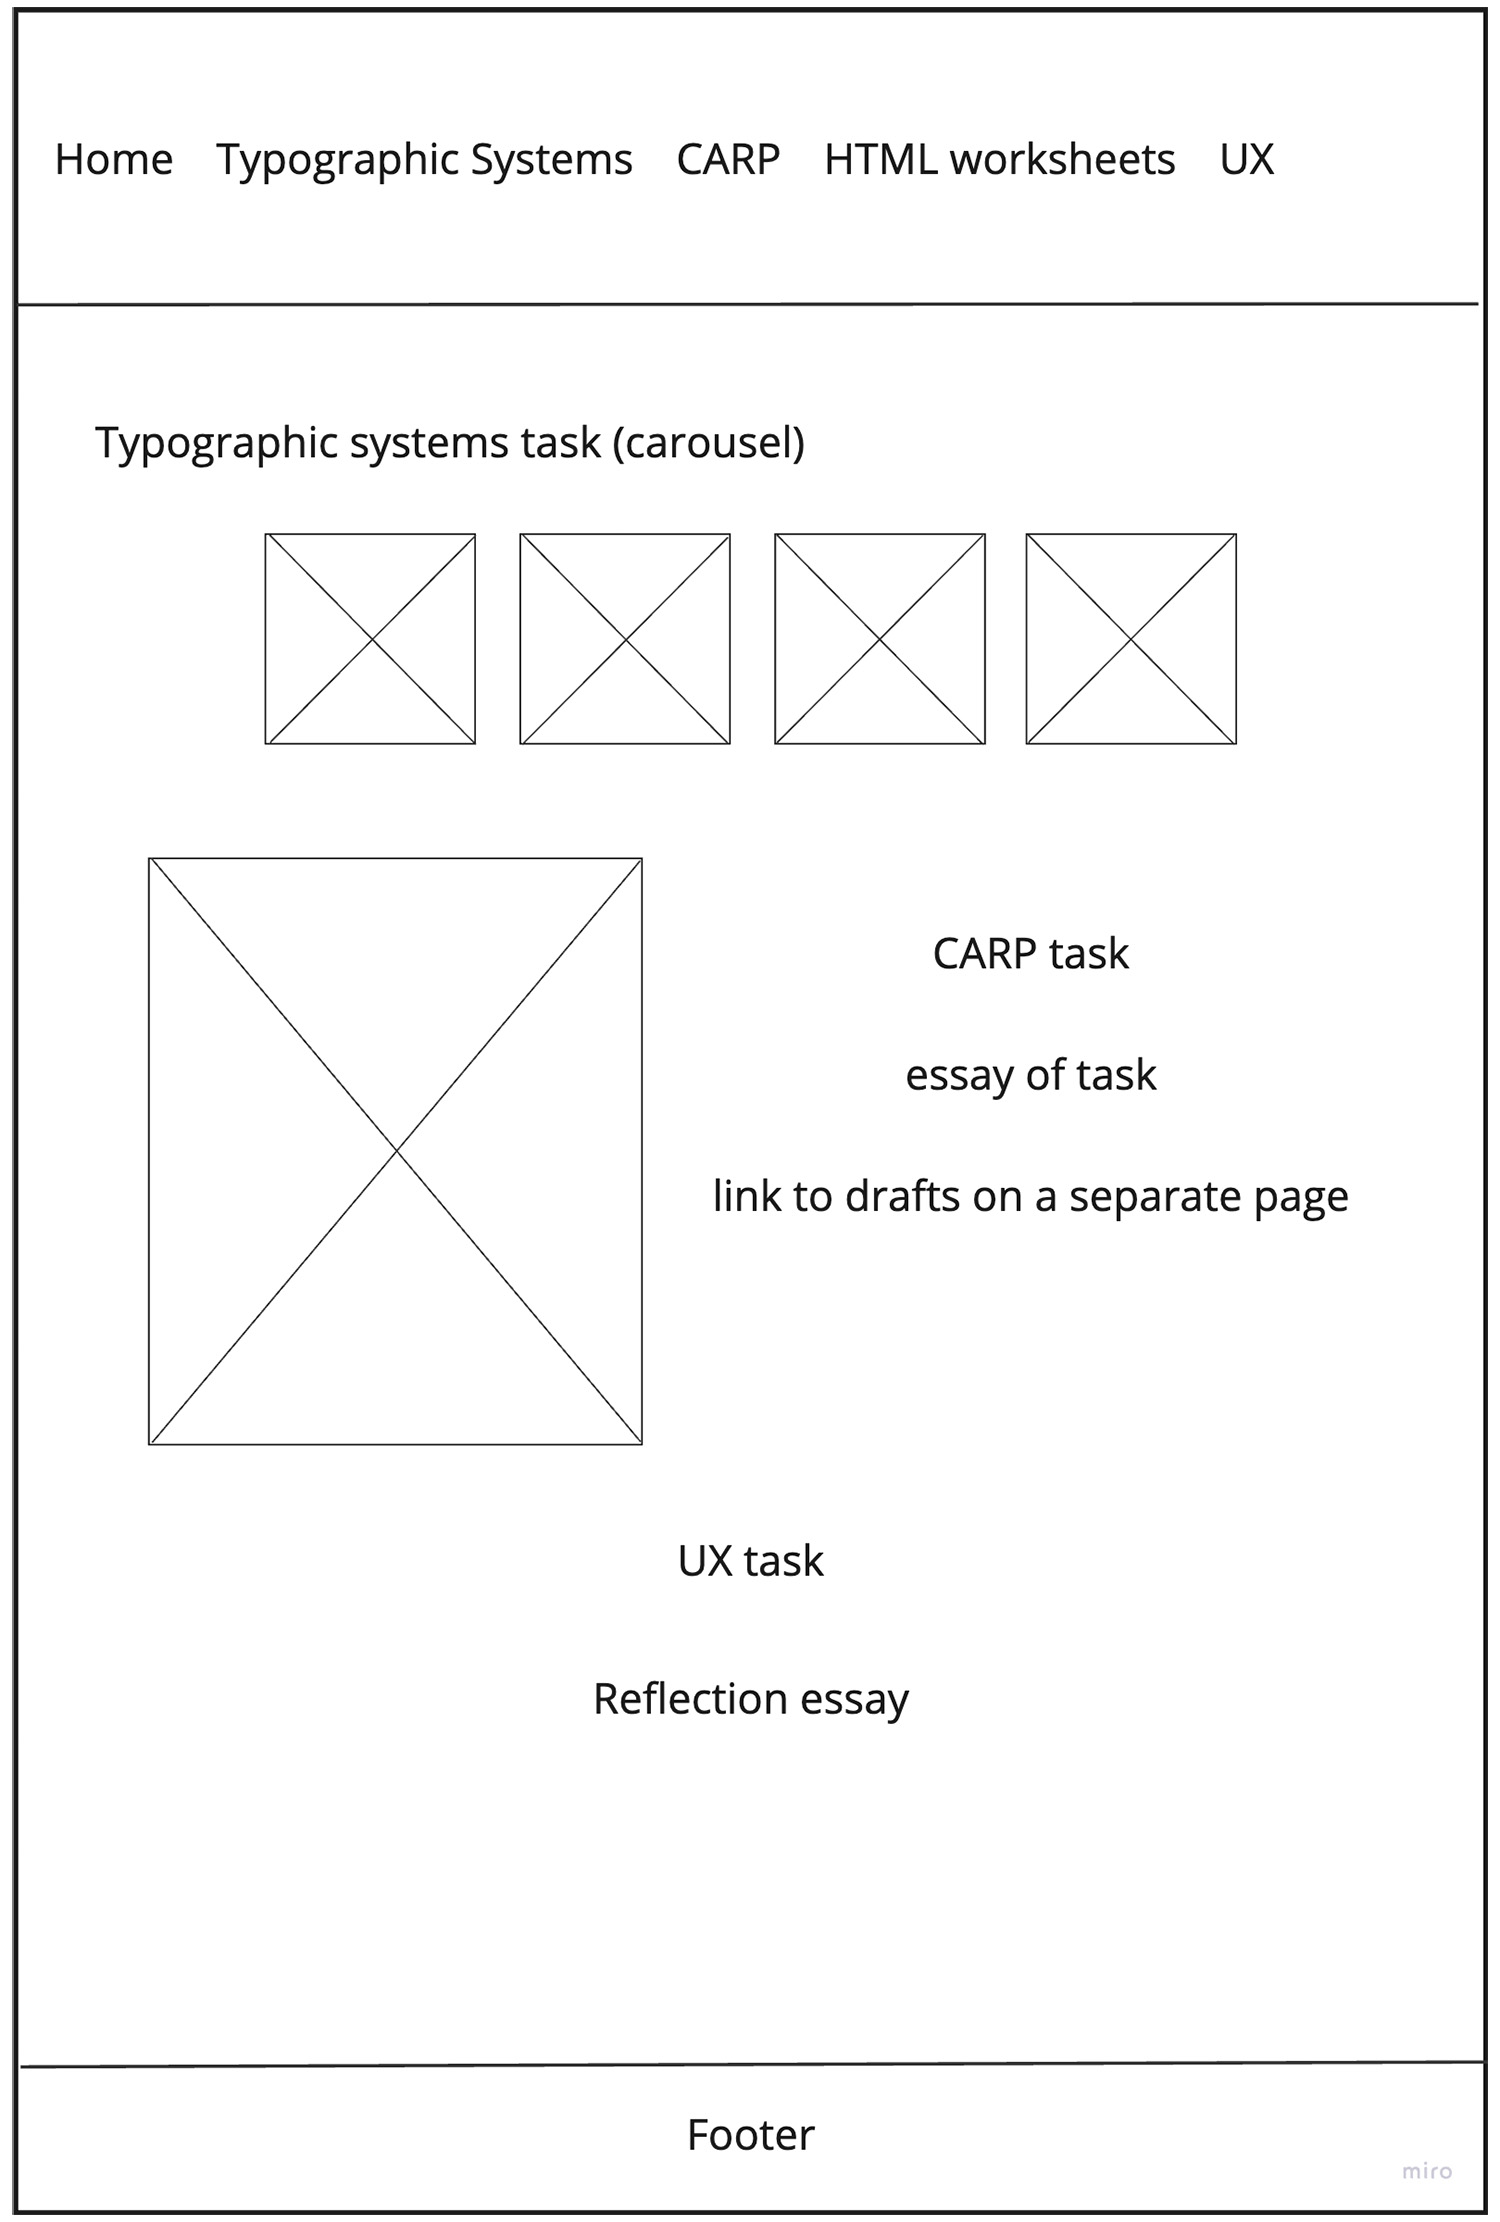 Home Typographic Systems CARP HTML worksheets UX
Typographic systems task (carousel)
CARP task
essay of task
link to drafts on a separate page
UX task
Reflection essay
Footer
miro